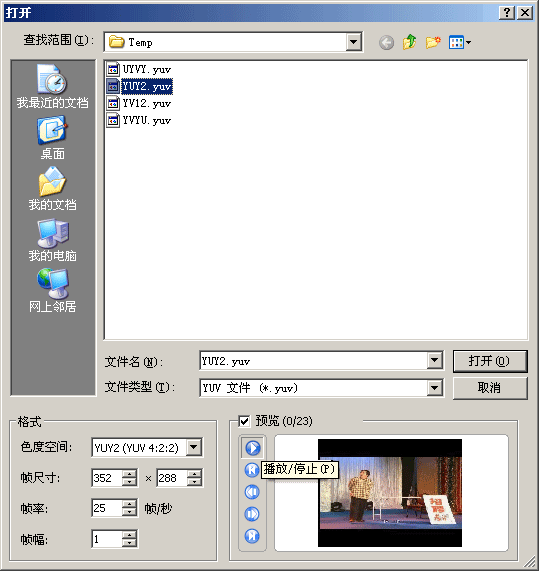 打开
查找范围(I):
Temp
我最近的文档
桌面
我的文档
我的电脑
网上邻居
UYVY.yuv
YUY2.yuv
YV12.yuv
YVYU.yuv
文件名(N):
YUY2.yuv
打开(O)
文件类型(T):
YUV 文件 (*.yuv)
取消
格式
色度空间:
YUY2 (YUV 4:2:2)
帧尺寸:
352 × 288
帧率:
25 帧/秒
帧幅:
1
预览 (0/23)
播放/停止(P)
招聘